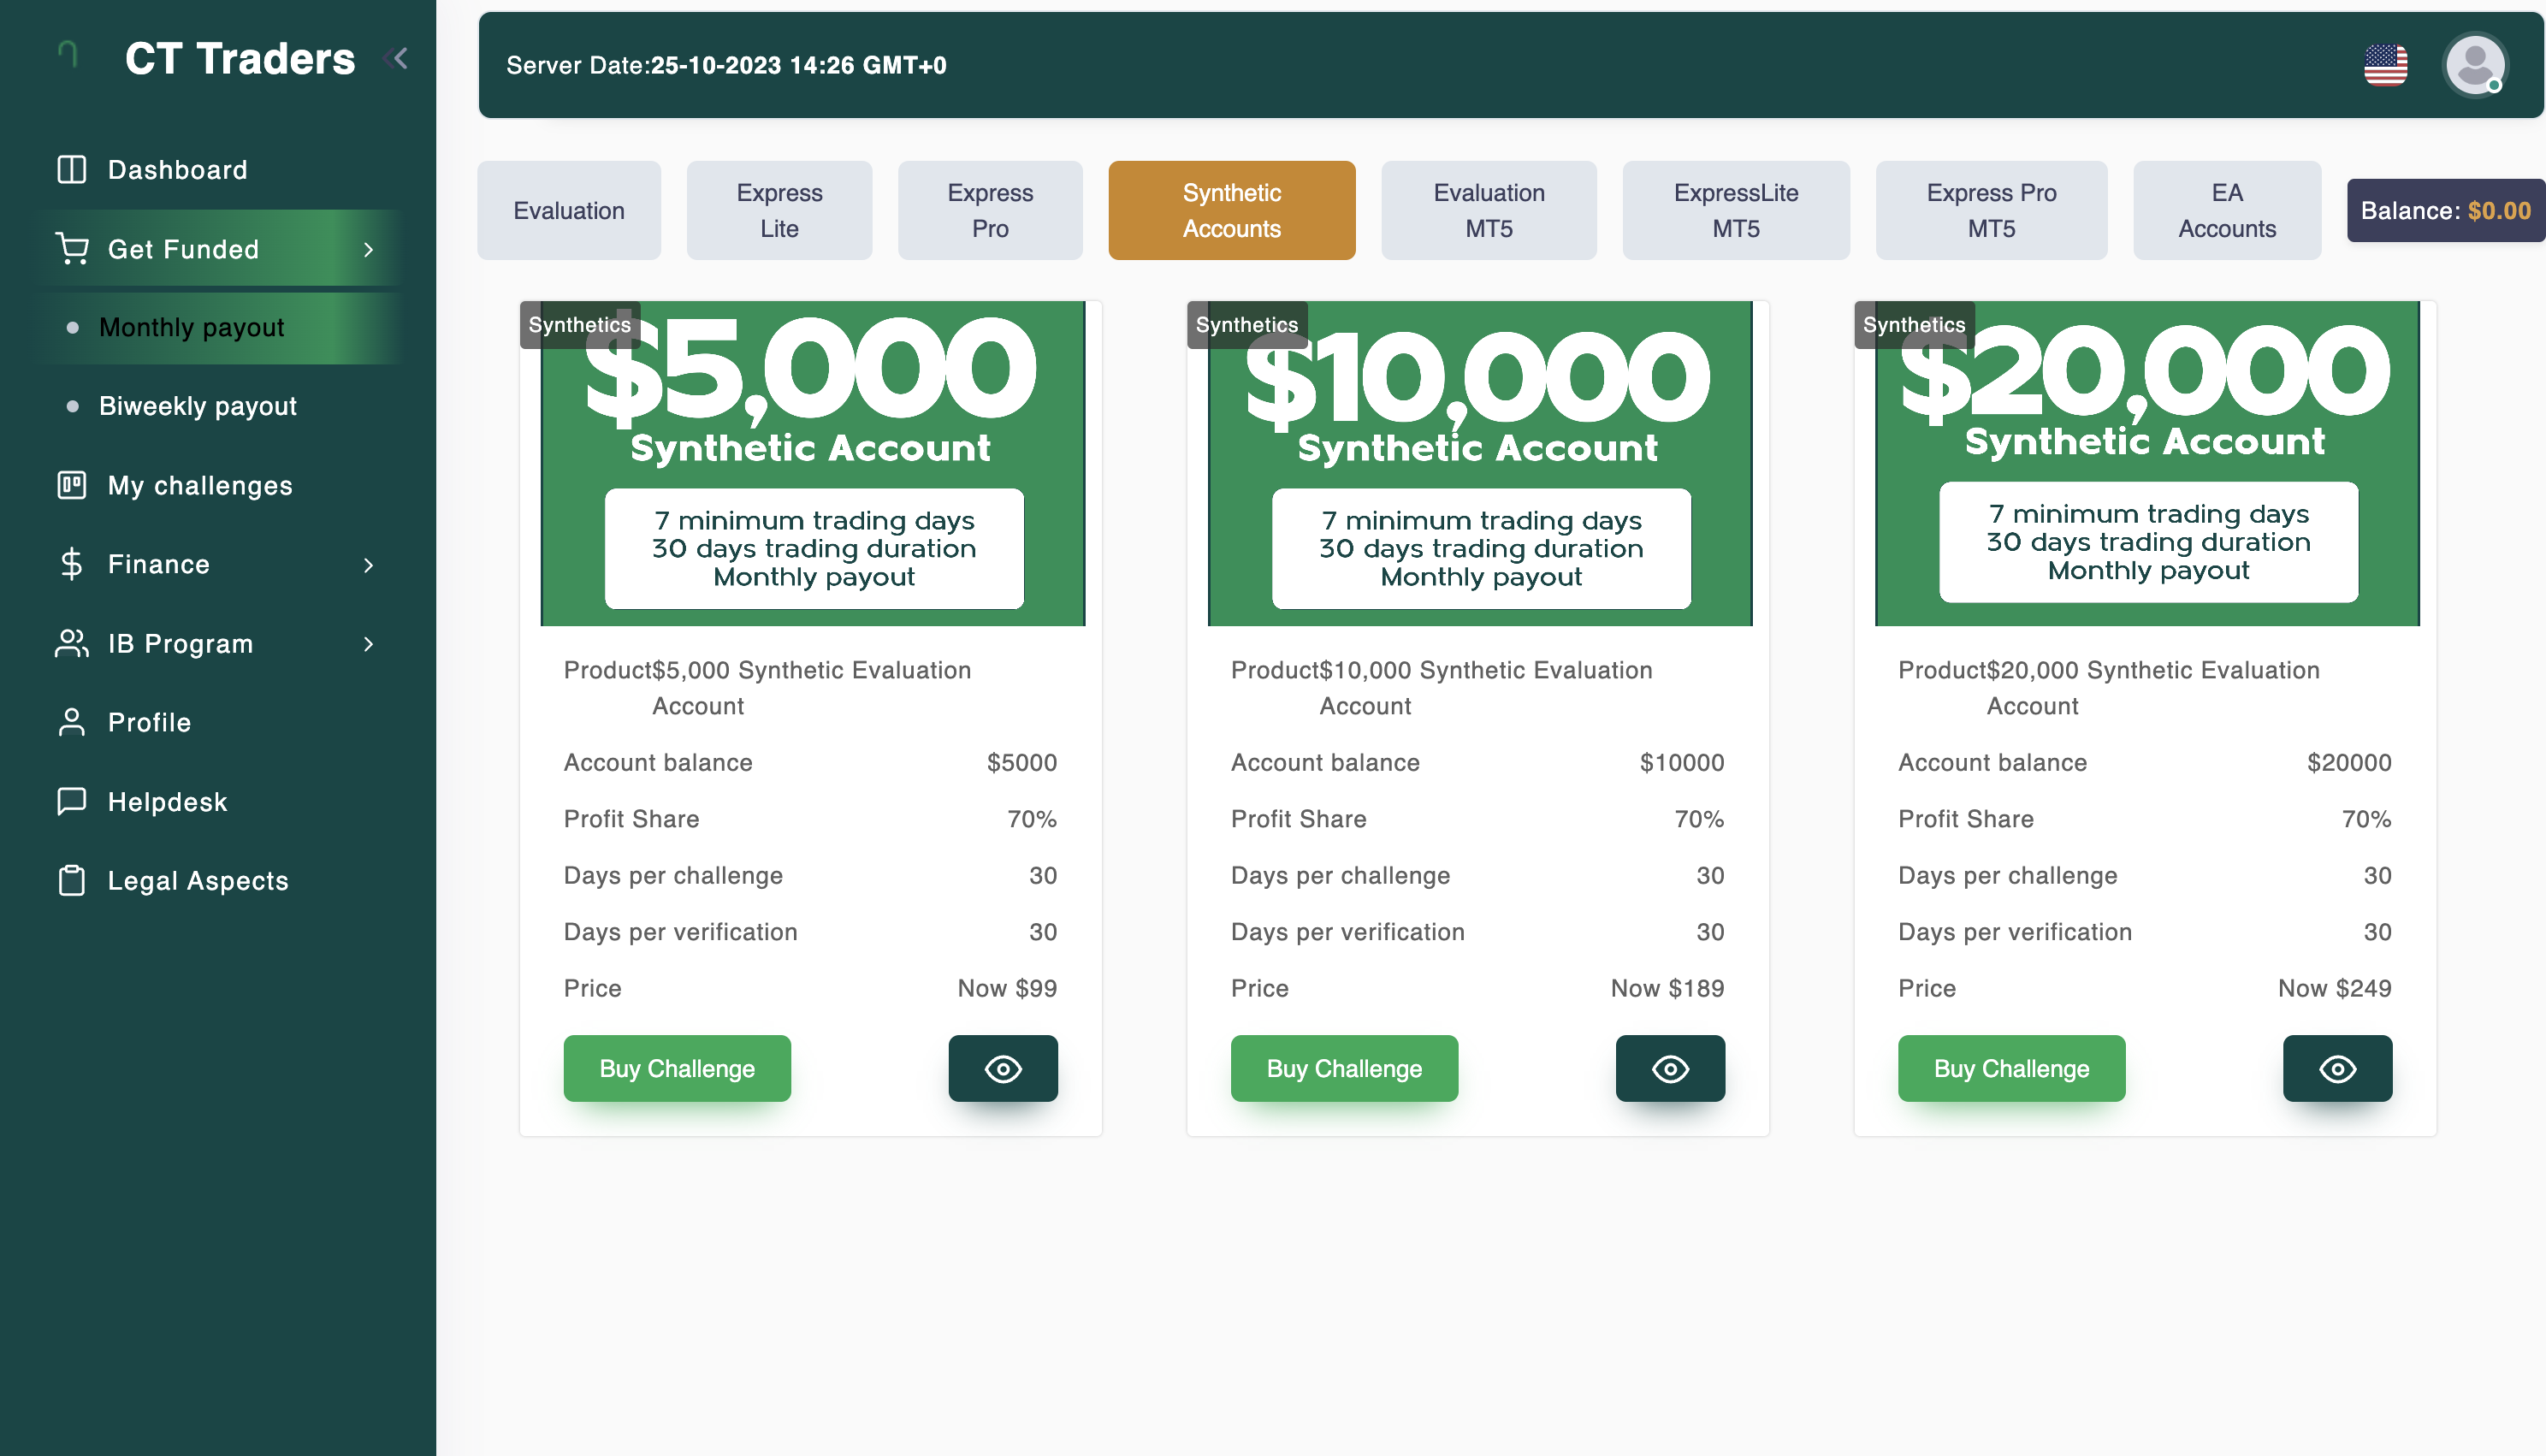 CT Traders
Dashboard
Get Funded
Monthly payout
Biweekly payout
My challenges
Finance
IB Program
Profile
Helpdesk
Legal Aspects
Server Date:25-10-2023 14:26 GMT+0
Evaluation
Express
Lite
Express
Pro
Synthetic
Accounts
Evaluation
MT5
ExpressLite
MT5
Express Pro
MT5
EA
Accounts
Balance: $0.00
Synthetics
$5,000
Synthetic Account
7 minimum trading days
30 days trading duration
Monthly payout
Product$5,000 Synthetic Evaluation
Account
Account balance $5000
Profit Share 70%
Days per challenge 30
Days per verification 30
Price Now $99
Buy Challenge
Synthetics
$10,000
Synthetic Account
7 minimum trading days
30 days trading duration
Monthly payout
Product$10,000 Synthetic Evaluation
Account
Account balance $10000
Profit Share 70%
Days per challenge 30
Days per verification 30
Price Now $189
Buy Challenge
Synthetics
$20,000
Synthetic Account
7 minimum trading days
30 days trading duration
Monthly payout
Product$20,000 Synthetic Evaluation
Account
Account balance $20000
Profit Share 70%
Days per challenge 30
Days per verification 30
Price Now $249
Buy Challenge